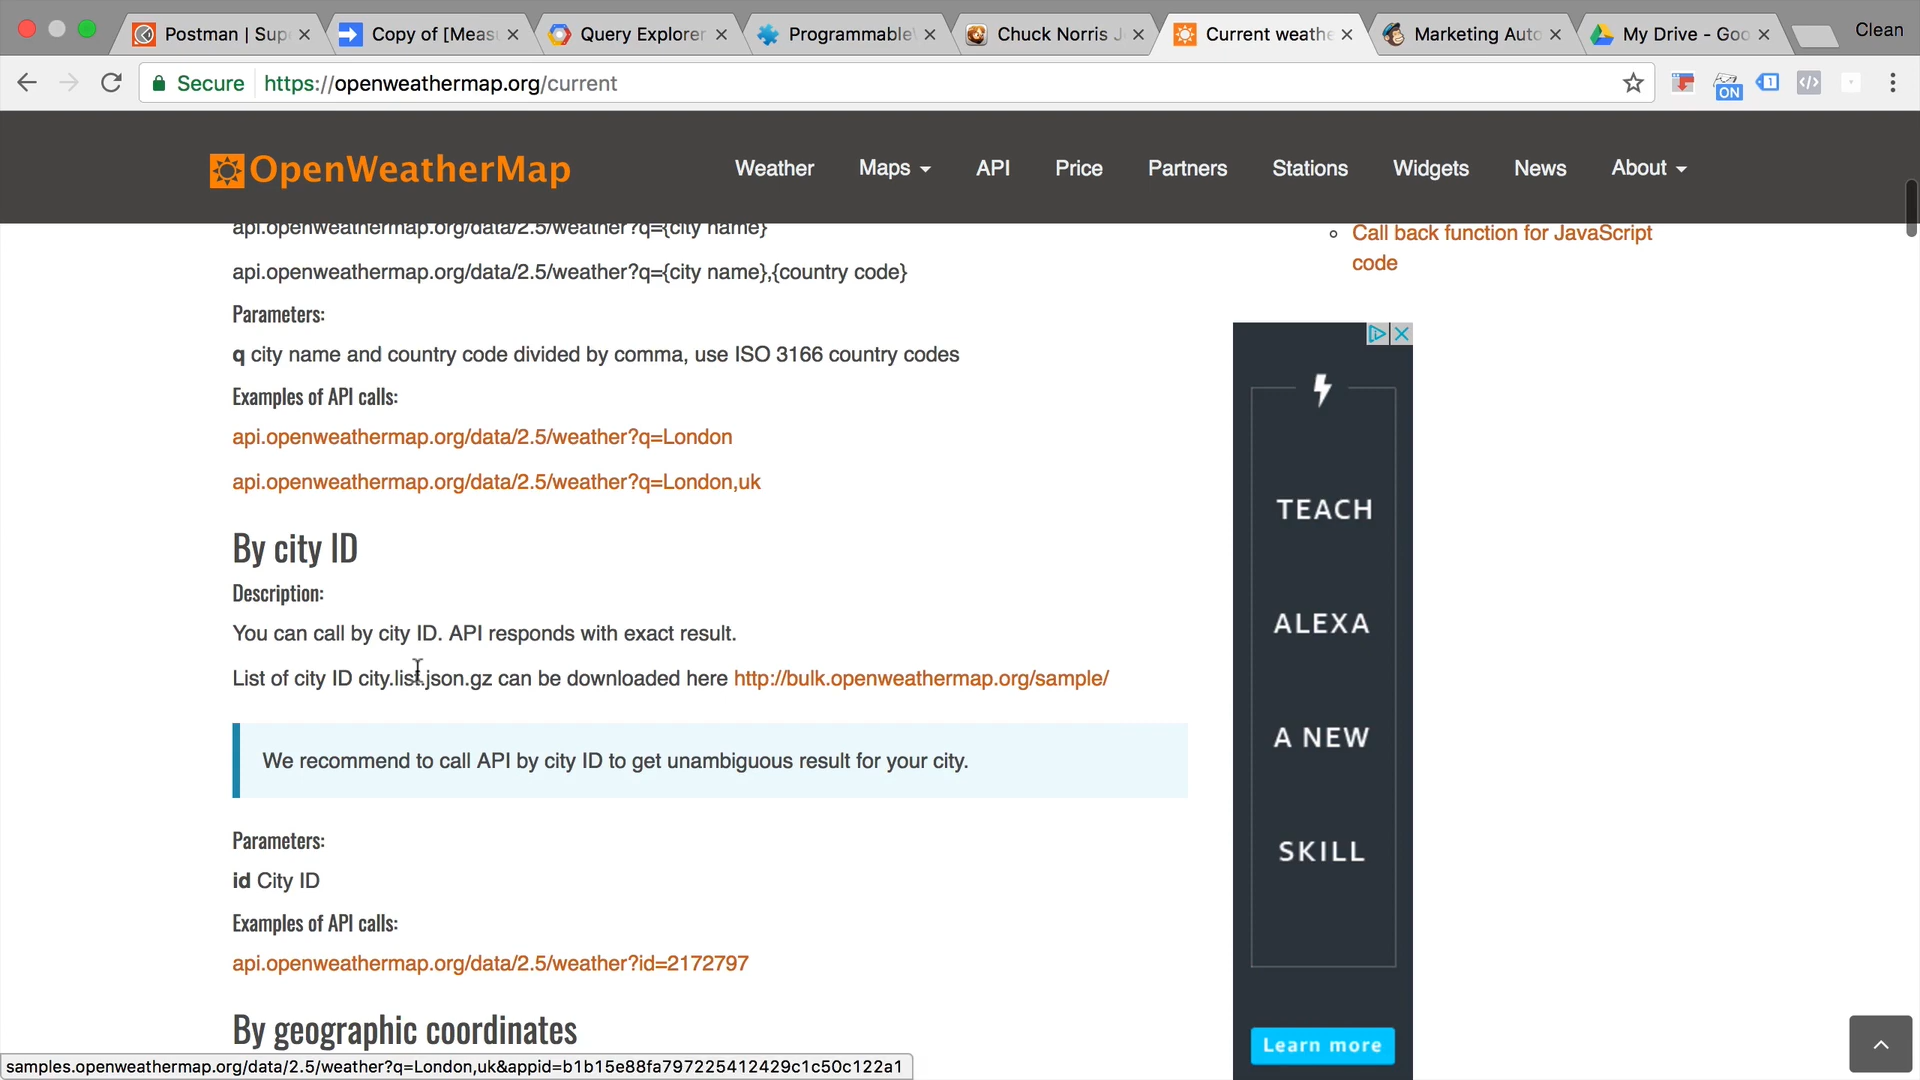 Postman | Sup
Copy of [Meas
Query Explorer
Programmable
Chuck Norris J
Current weathe
Marketing Auto
My Drive - Goo
Clean
Secure
https://openweathermap.org/current
ON
1
OpenWeatherMap
Weather
Maps
API
Price
Partners
Stations
Widgets
News
About
api.openweathermap.org/data/2.5/weather?q={city name}
api.openweathermap.org/data/2.5/weather?q={city name},{country code}
Parameters:
q city name and country code divided by comma, use ISO 3166 country codes
Examples of API calls:
api.openweathermap.org/data/2.5/weather?q=London
api.openweathermap.org/data/2.5/weather?q=London,uk
By city ID
Description:
You can call by city ID. API responds with exact result.
List of city ID city.list.json.gz can be downloaded here http://bulk.openweathermap.org/sample/
We recommend to call API by city ID to get unambiguous result for your city.
Parameters:
id City ID
Examples of API calls:
api.openweathermap.org/data/2.5/weather?id=2172797
By geographic coordinates
Call back function for JavaScript
code
TEACH
ALEXA
A NEW
SKILL
Learn more
samples.openweathermap.org/data/2.5/weather?q=London,uk&appid=b1b15e88fa797225412429c1c50c122a1